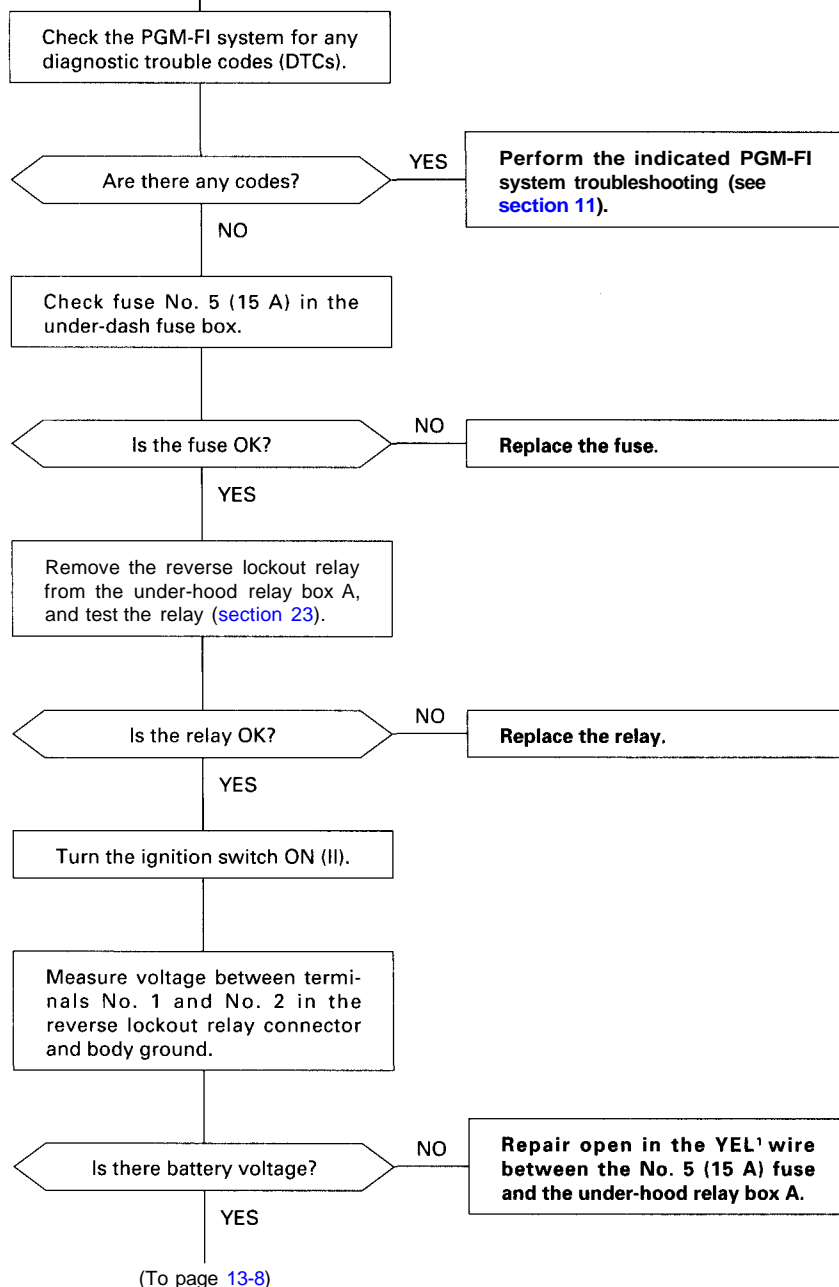 Check the PGM-FI system for any
diagnostic trouble codes (DTCs).
Are there any codes?
YES
Perform the indicated PGM-FI
system troubleshooting (see
section 11).
NO
Check fuse No. 5 (15 A) in the
under-dash fuse box.
Is the fuse OK?
NO
Replace the fuse.
YES
Remove the reverse lockout relay
from the under-hood relay box A,
and test the relay (section 23).
Is the relay OK?
NO
Replace the relay.
YES
Turn the ignition switch ON (II).
Measure voltage between termi-
nals No. 1 and No. 2 in the
reverse lockout relay connector
and body ground.
Is there battery voltage?
NO
Repair open in the YEL¹ wire
between the No. 5 (15 A) fuse
and the under-hood relay box A.
YES
(To page 13-8)